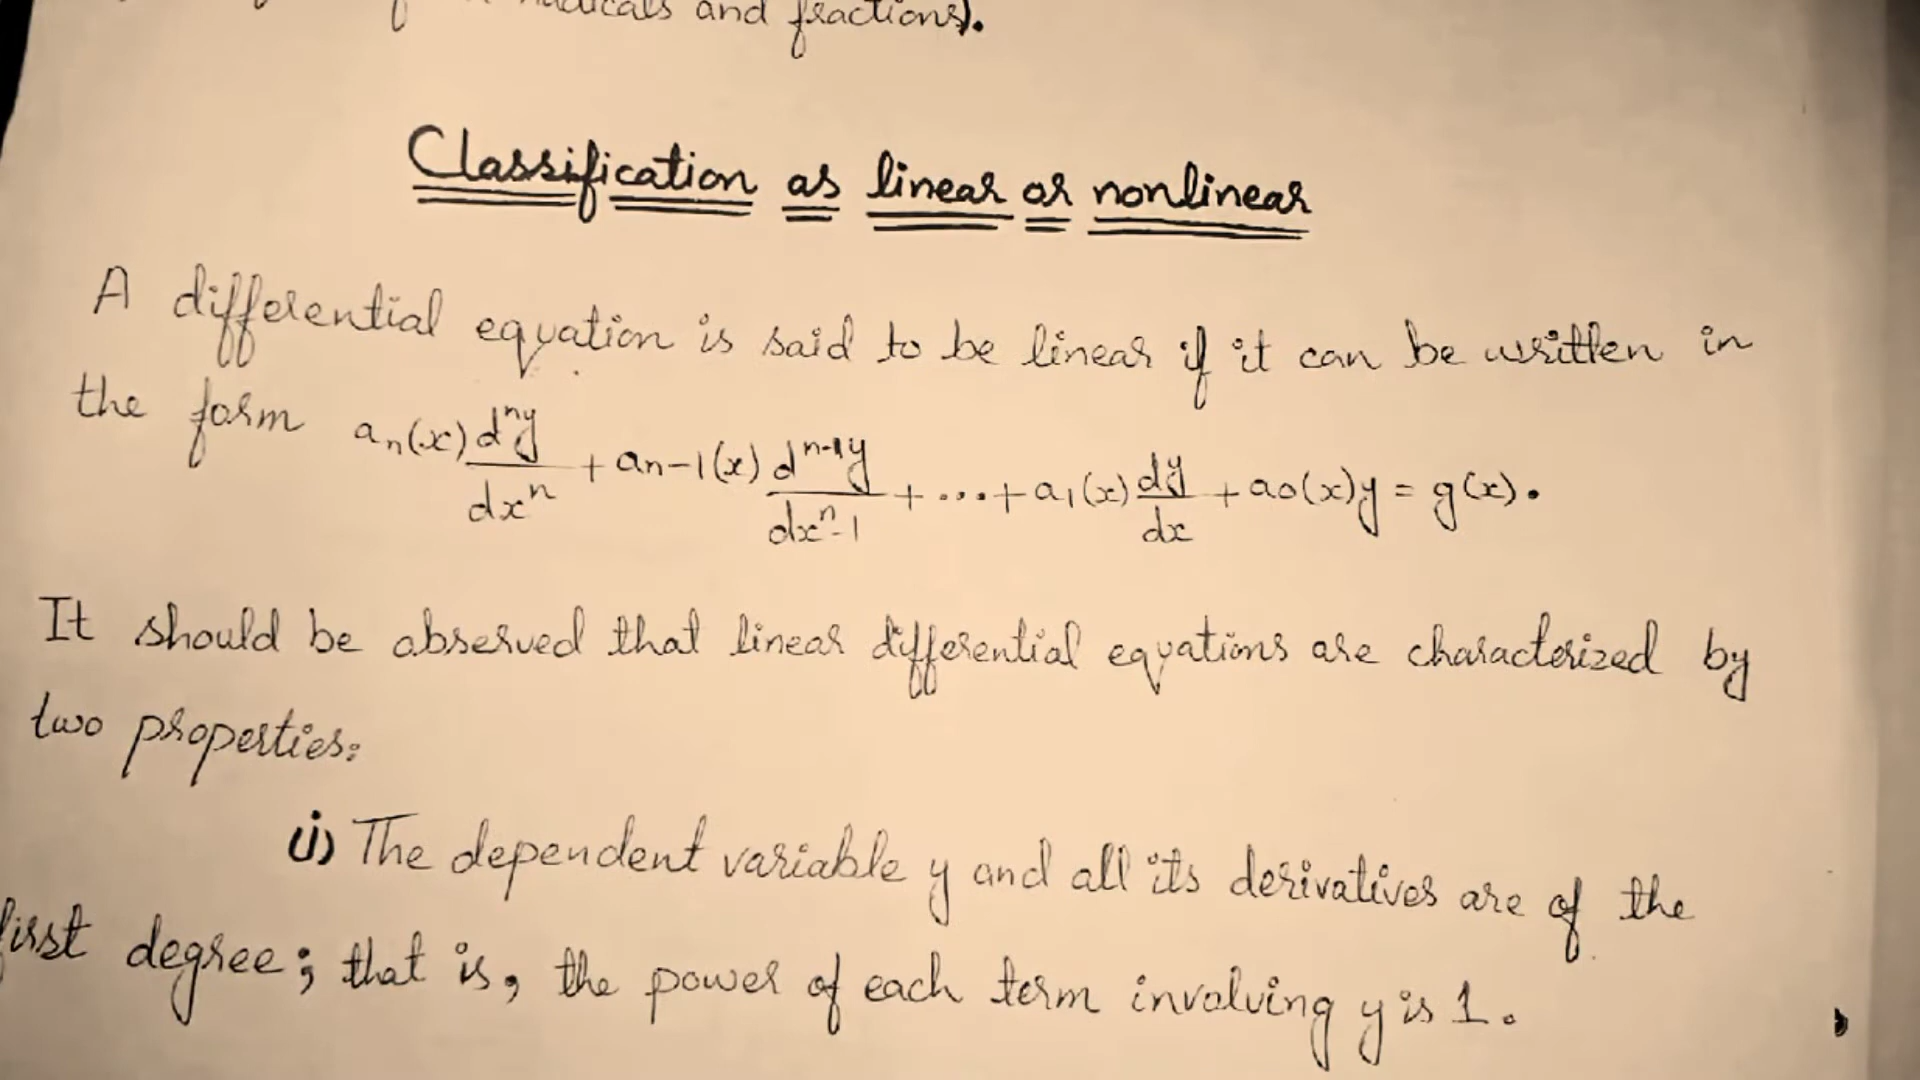 radicals and fractions).
Classification as linear or nonlinear
A differential equation is said to be linear if it can be written in
the form an(x) dⁿy/dxⁿ + an-1(x) dⁿ⁻¹y/dxⁿ-1 + ... + a1(x) dy/dx + a0(x)y = g(x).
It should be observed that linear differential equations are characterized by
two properties:
(i) The dependent variable y and all its derivatives are of the
first degree; that is, the power of each term involving y is 1.